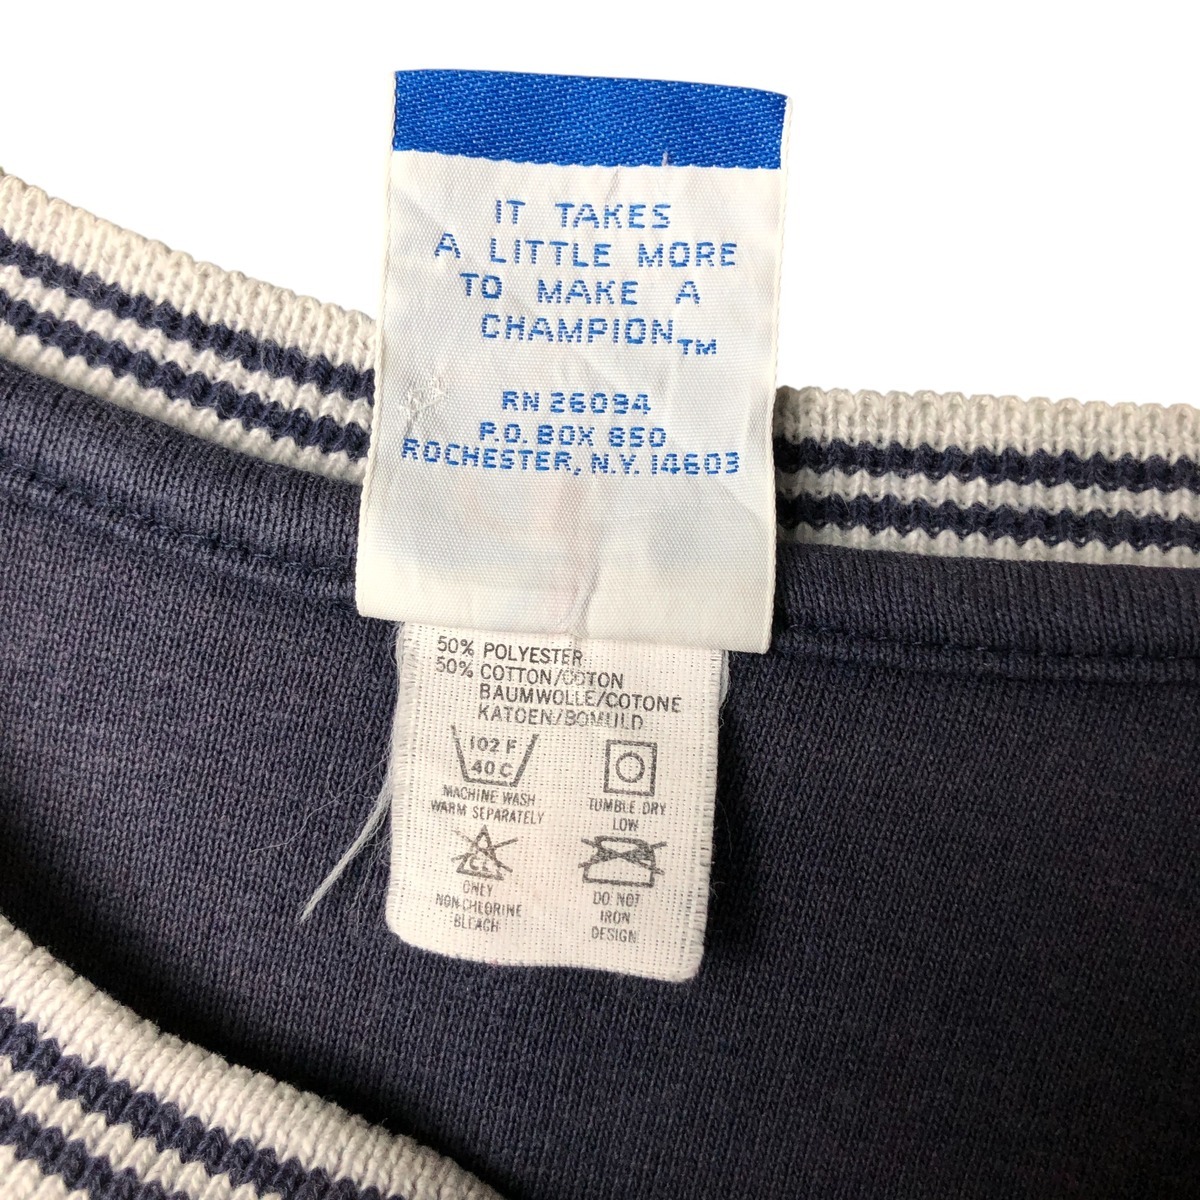 IT TAKES
A LITTLE MORE
TO MAKE A
CHAMPION™
RN 26094
P.O. BOX 850
ROCHESTER, N.Y. 14603
50% POLYESTER
50% COTTON/COTON
BAUMWOLLE/COTONE
KATOEN/BOMULD
102 F
40 C
MACHINE WASH
WARM SEPARATELY
TUMBLE DRY
LOW
CL
ONLY
NON-CHLORINE
BLEACH
DO NOT
IRON
DESIGN